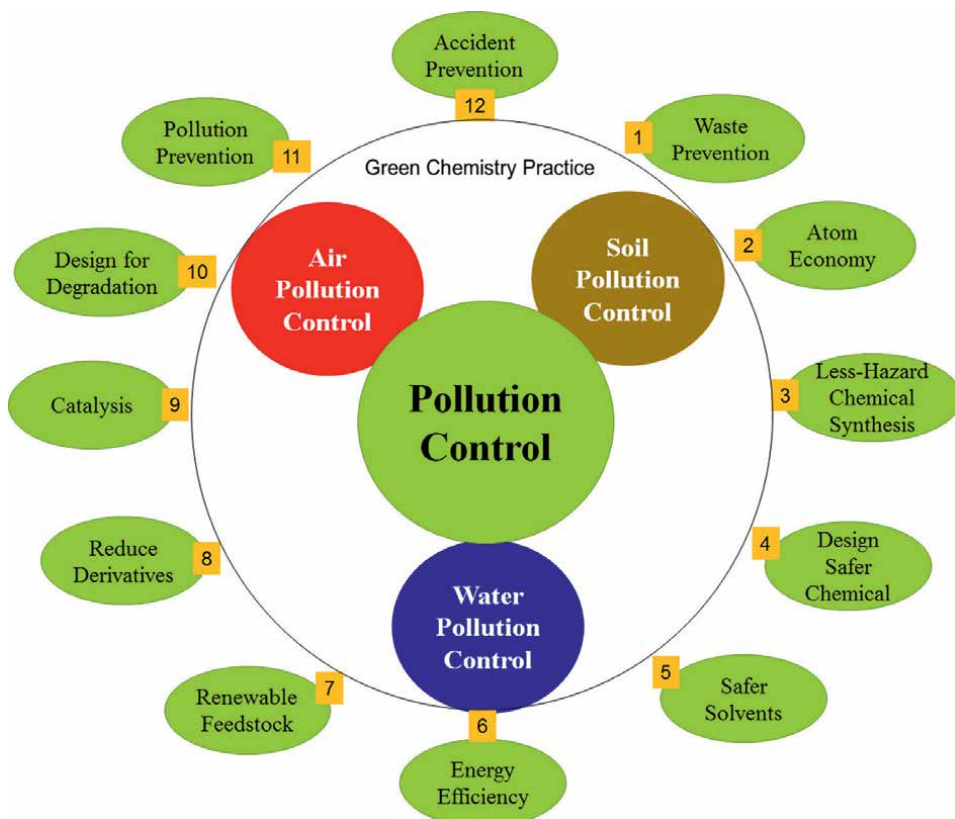 Accident
Prevention
12
1
Waste
Prevention
Pollution
Prevention
11
Green Chemistry Practice
2
Atom
Economy
Design for
Degradation
10
Air
Pollution
Control
Soil
Pollution
Control
3
Less-Hazard
Chemical
Synthesis
Catalysis
9
Pollution
Control
4
Design
Safer
Chemical
Reduce
Derivatives
8
Water
Pollution
Control
5
Safer
Solvents
Renewable
Feedstock
7
6
Energy
Efficiency